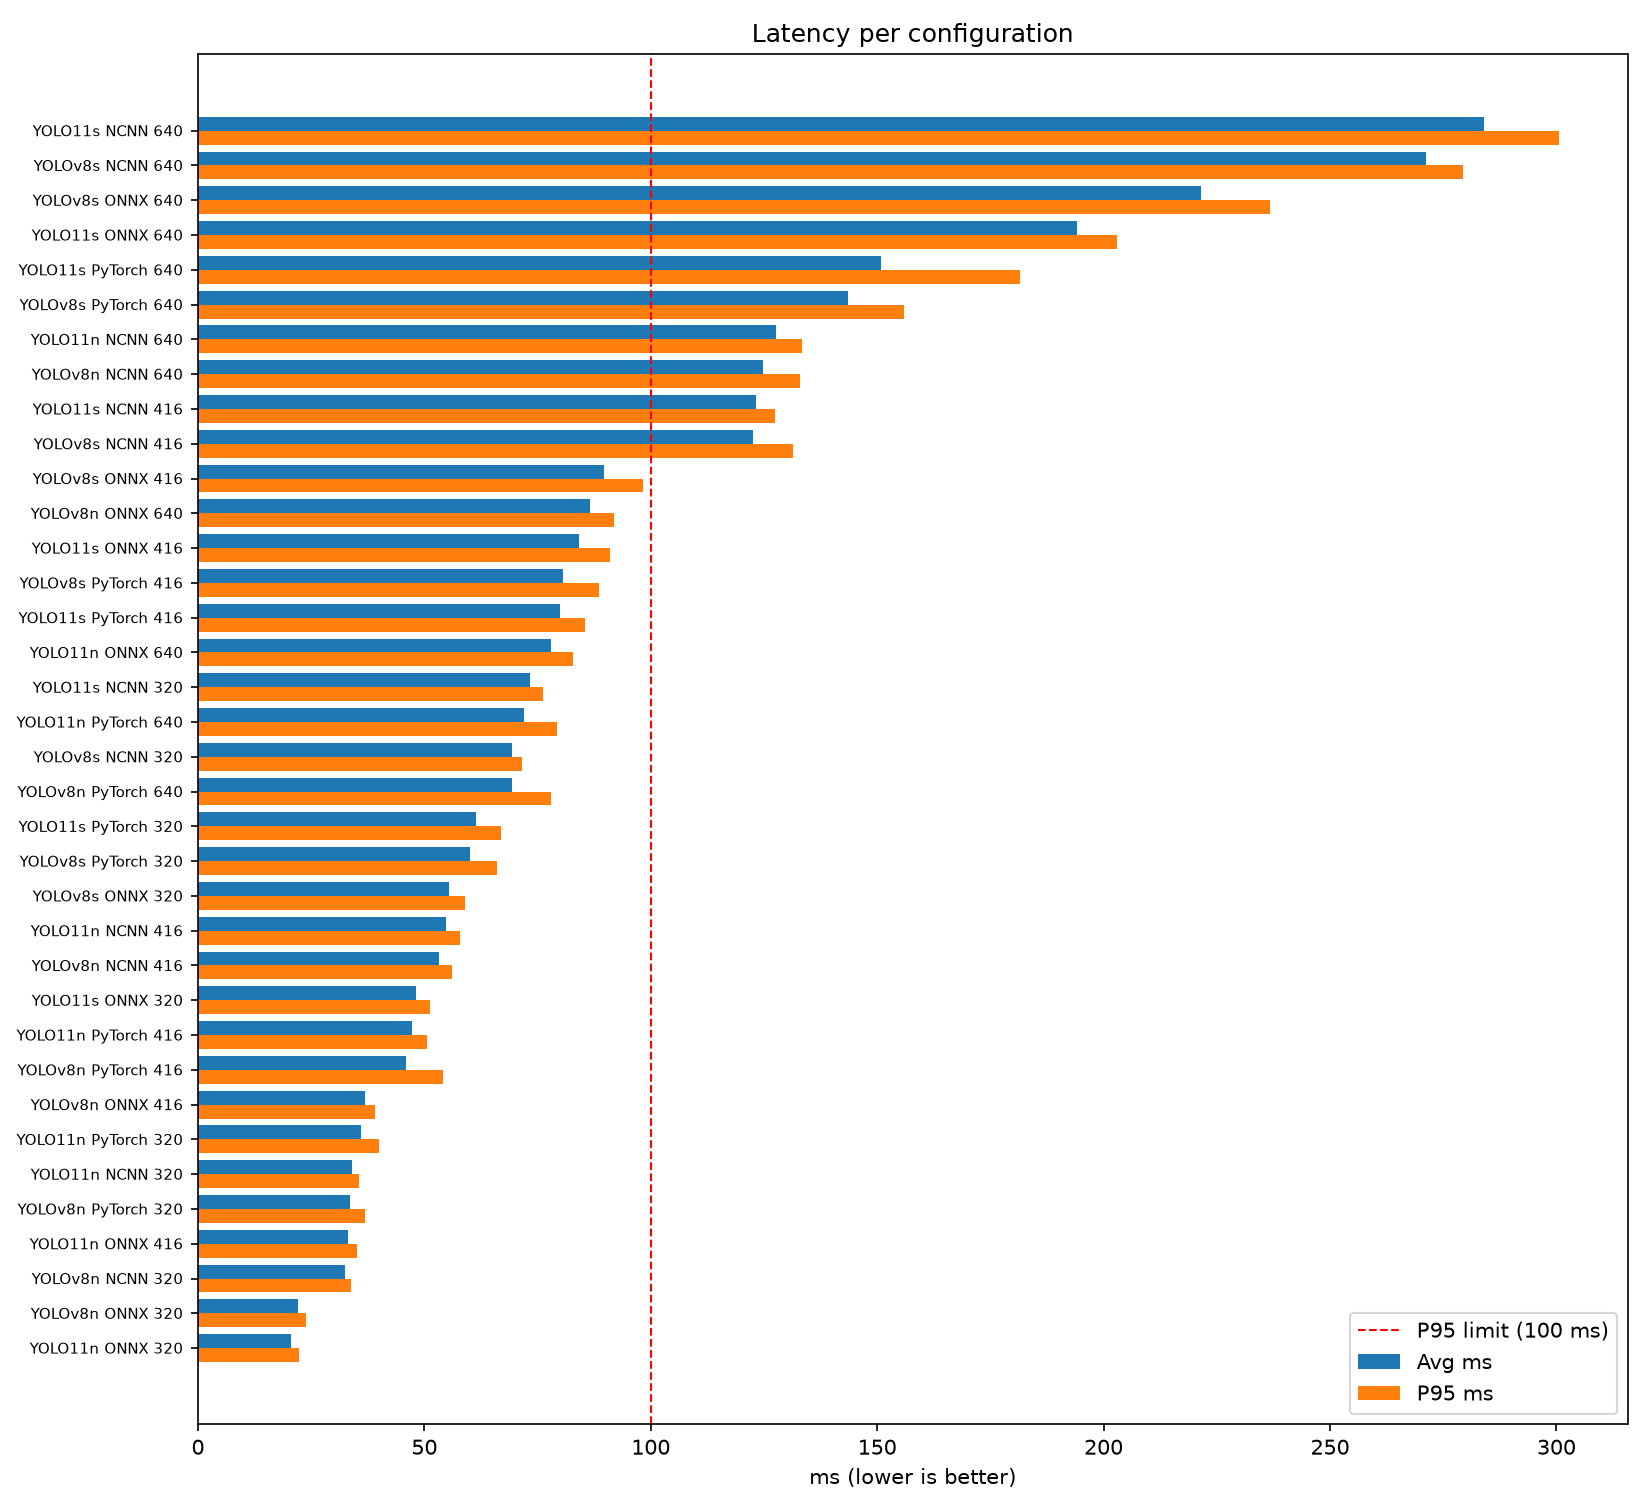 Latency per configuration
YOLO11s NCNN 640
YOLOv8s NCNN 640
YOLOv8s ONNX 640
YOLO11s ONNX 640
YOLO11s PyTorch 640
YOLOv8s PyTorch 640
YOLO11n NCNN 640
YOLOv8n NCNN 640
YOLO11s NCNN 416
YOLOv8s NCNN 416
YOLOv8s ONNX 416
YOLOv8n ONNX 640
YOLO11s ONNX 416
YOLOv8s PyTorch 416
YOLO11s PyTorch 416
YOLO11n ONNX 640
YOLO11s NCNN 320
YOLO11n PyTorch 640
YOLOv8s NCNN 320
YOLOv8n PyTorch 640
YOLO11s PyTorch 320
YOLOv8s PyTorch 320
YOLOv8s ONNX 320
YOLO11n NCNN 416
YOLOv8n NCNN 416
YOLO11s ONNX 320
YOLO11n PyTorch 416
YOLOv8n PyTorch 416
YOLOv8n ONNX 416
YOLO11n PyTorch 320
YOLO11n NCNN 320
YOLOv8n PyTorch 320
YOLO11n ONNX 416
YOLOv8n NCNN 320
YOLOv8n ONNX 320
YOLO11n ONNX 320
P95 limit (100 ms)
Avg ms
P95 ms
0 50 100 150 200 250 300
ms (lower is better)